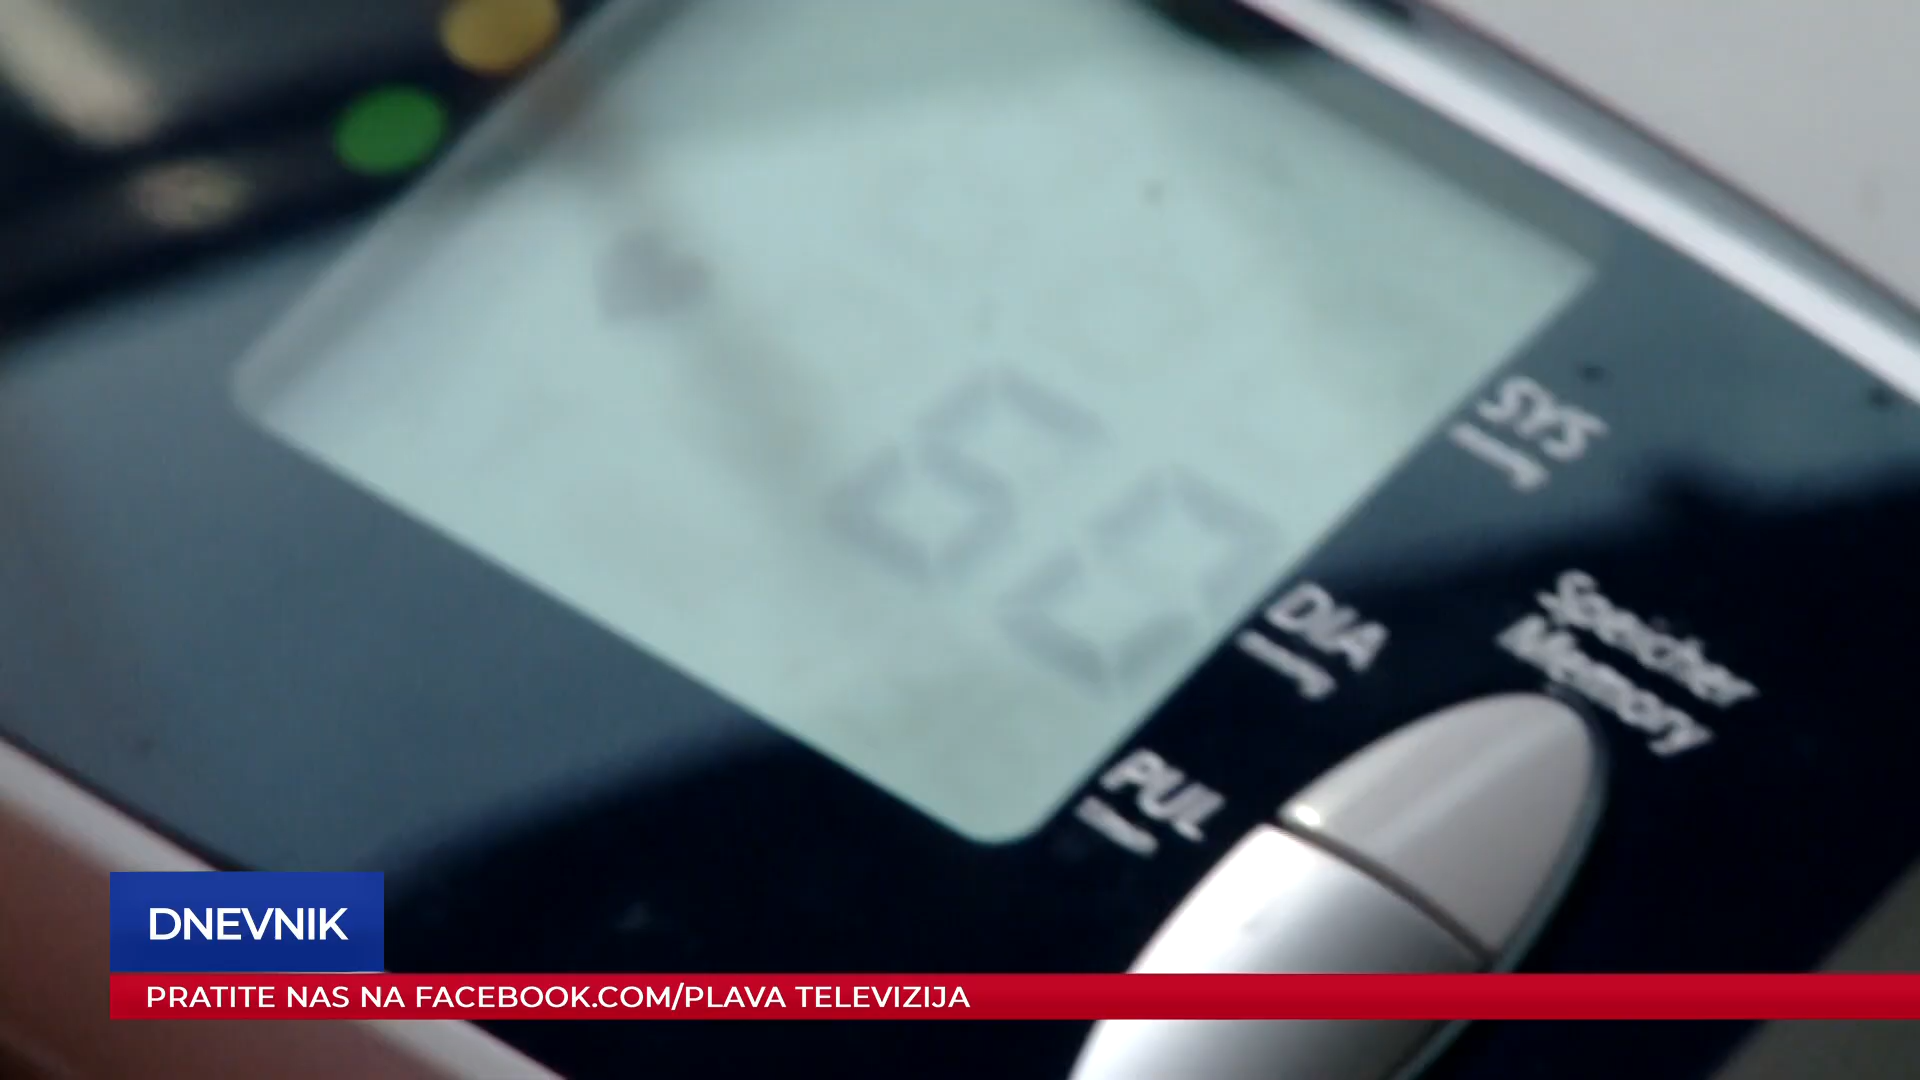 SYS
DIA
Speicher
Memory
PUL
DNEVNIK
PRATITE NAS NA FACEBOOK.COM/PLAVA TELEVIZIJA